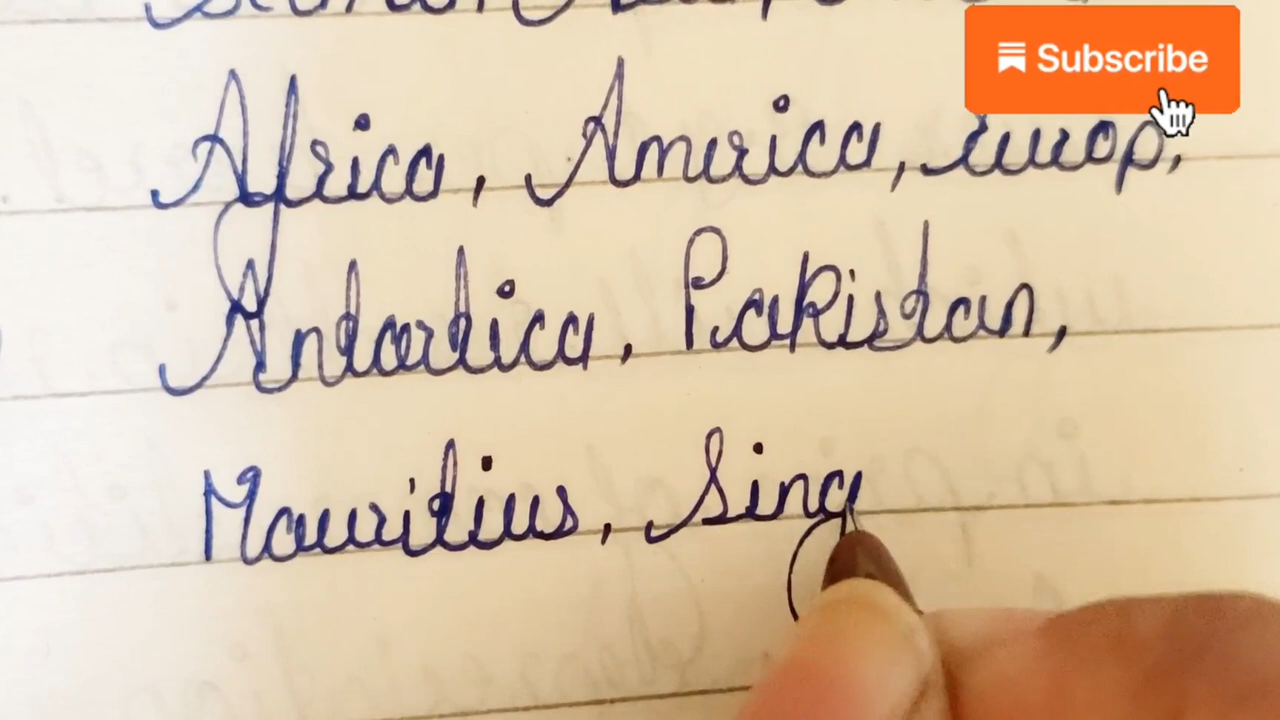 Subscribe
Africa, America, europ,
Antartica, Pakistan,
Mauritius, Sing